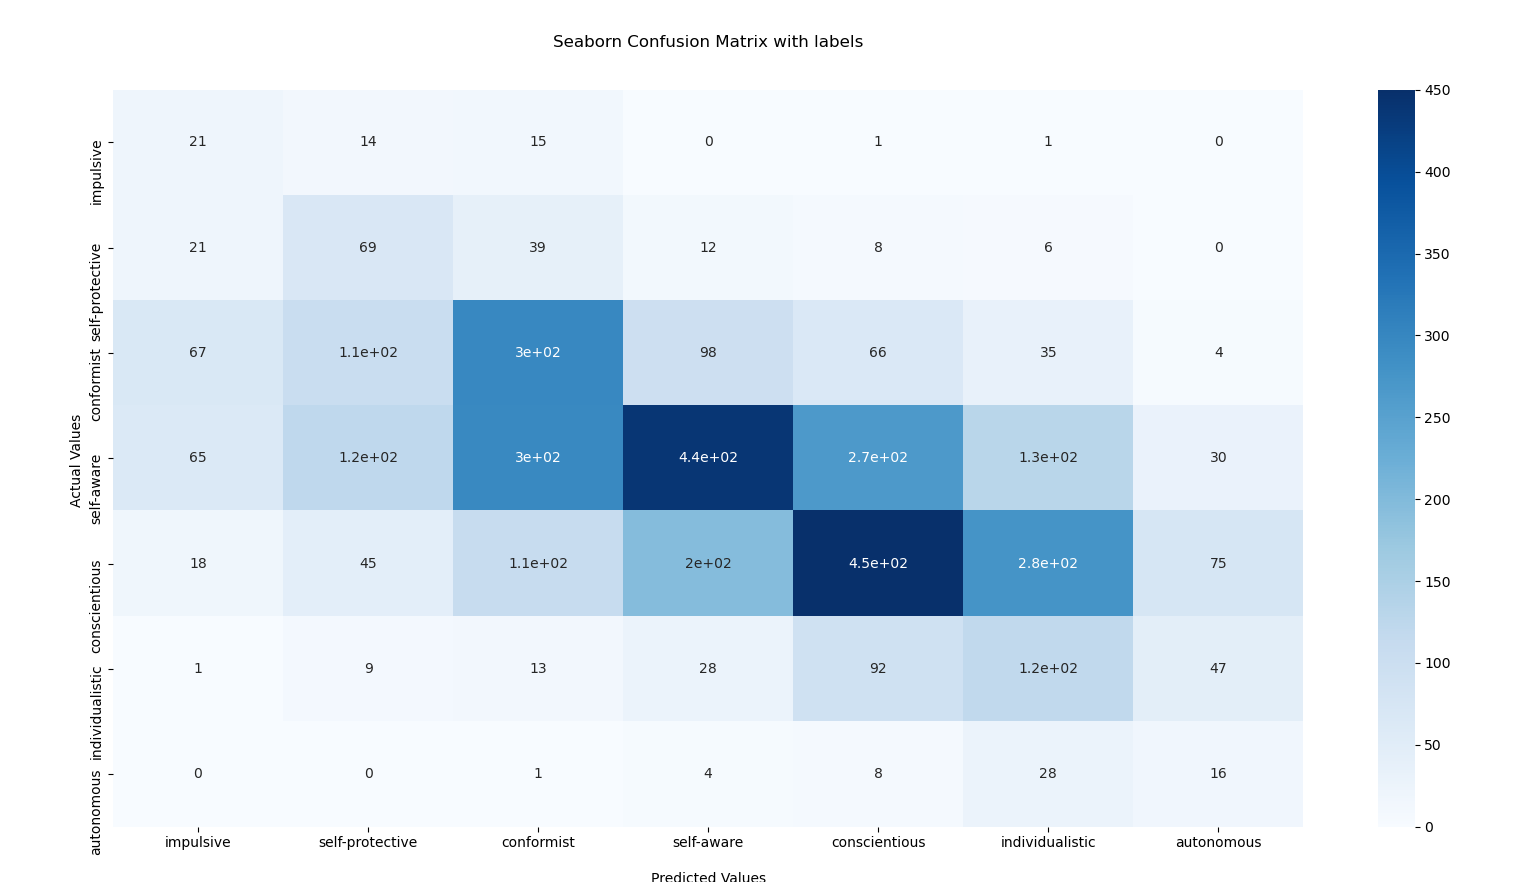 Seaborn Confusion Matrix with labels
Actual Values
impulsive 21 14 15 0 1 1 0
self-protective 21 69 39 12 8 6 0
conformist 67 1.1e+02 3e+02 98 66 35 4
self-aware 65 1.2e+02 3e+02 4.4e+02 2.7e+02 1.3e+02 30
conscientious 18 45 1.1e+02 2e+02 4.5e+02 2.8e+02 75
individualistic 1 9 13 28 92 1.2e+02 47
autonomous 0 0 1 4 8 28 16
impulsive self-protective conformist self-aware conscientious individualistic autonomous
Predicted Values
450
400
350
300
250
200
150
100
50
0